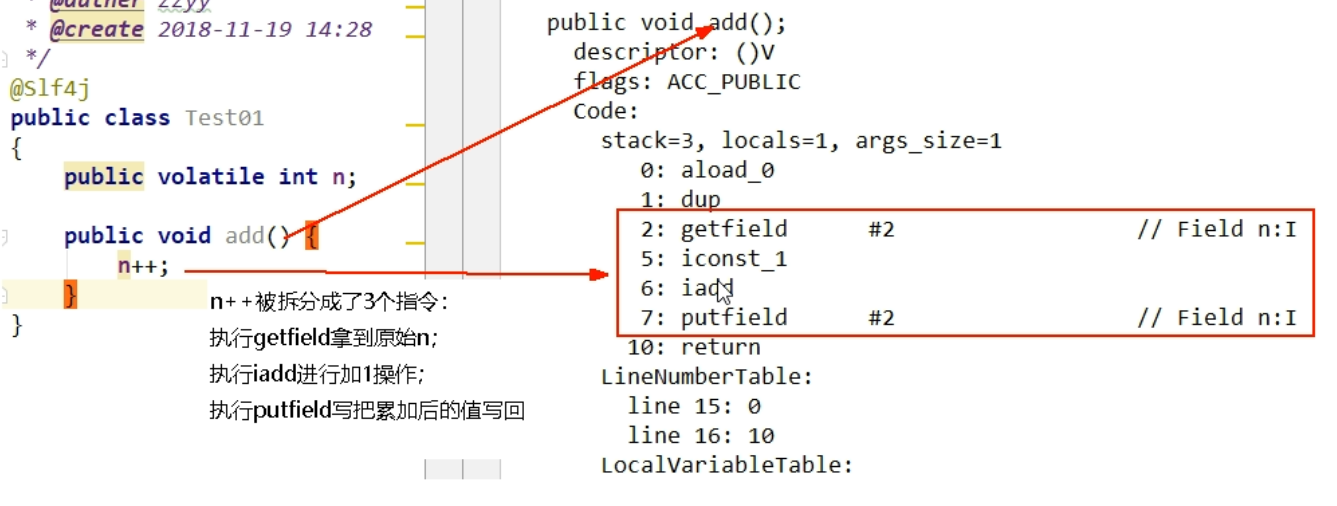 * @auther zzyy
* @create 2018-11-19 14:28
*/
@Slf4j
public class Test01
{
public volatile int n;
public void add() {
n++;
}
}
n++被拆分成了3个指令:
执行getfield拿到原始n;
执行iadd进行加1操作;
执行putfield写把累加后的值写回
public void add();
descriptor: ()V
flags: ACC_PUBLIC
Code:
stack=3, locals=1, args_size=1
0: aload_0
1: dup
2: getfield #2 // Field n:I
5: iconst_1
6: iadd
7: putfield #2 // Field n:I
10: return
LineNumberTable:
line 15: 0
line 16: 10
LocalVariableTable: